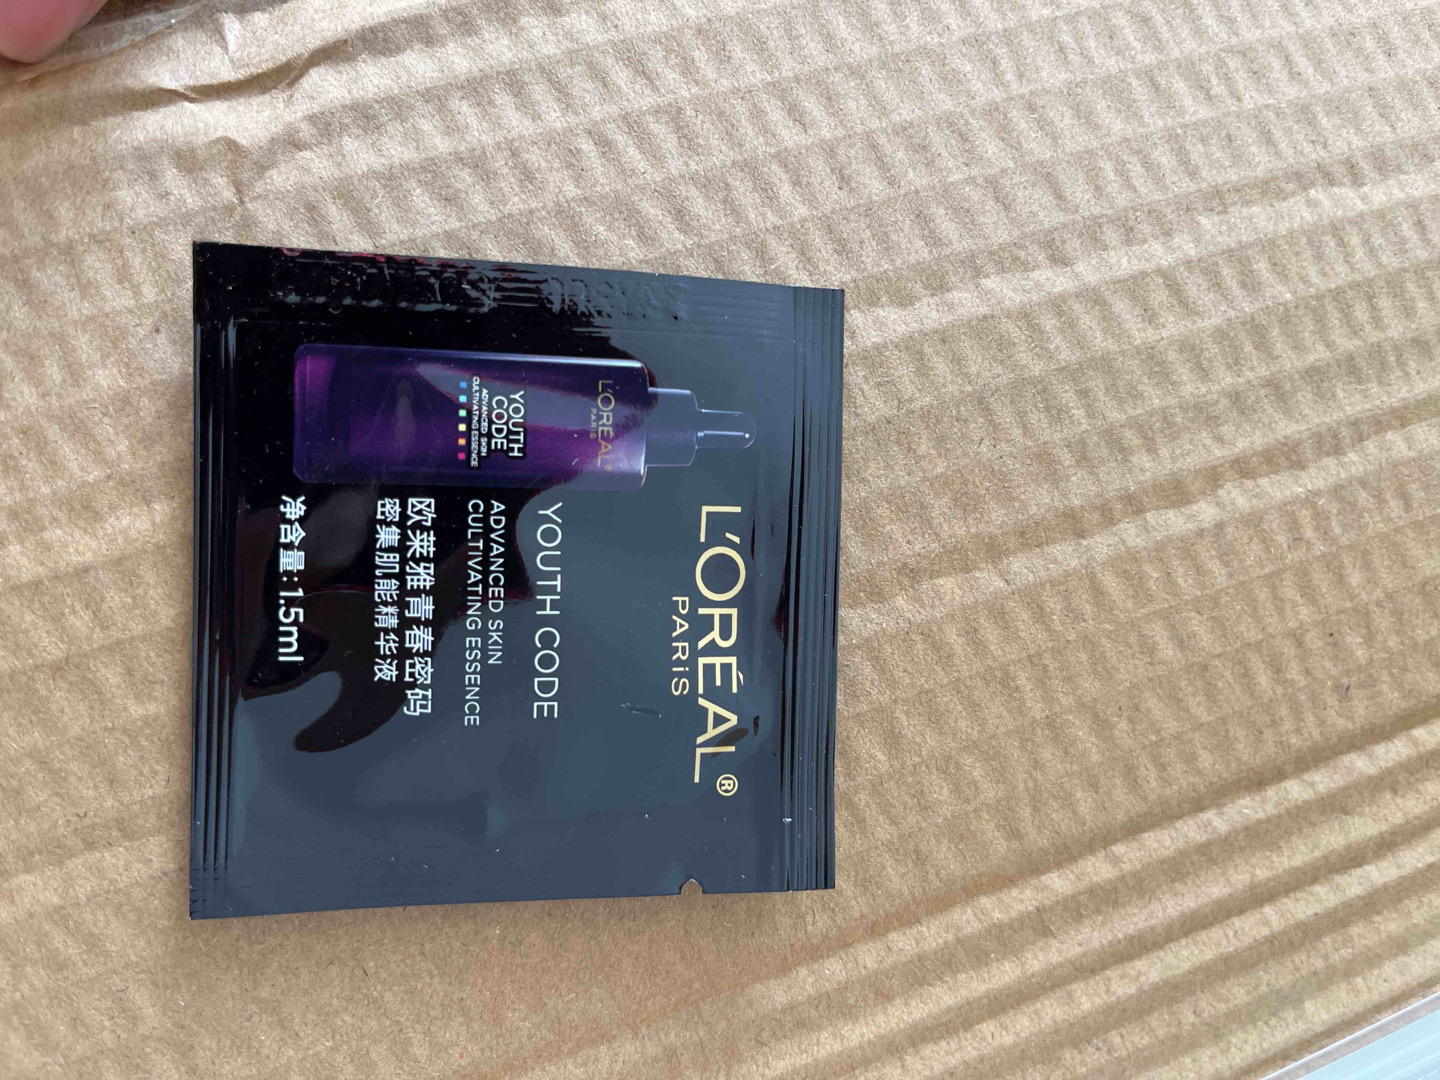 L'ORÉAL®
PARiS
YOUTH CODE
ADVANCED SKIN
CULTIVATING ESSENCE
欧莱雅青春密码
密集肌能精华液
净含量:1.5ml
L'ORÉAL
PARiS
YOUTH
CODE
ADVANCED SKIN
CULTIVATING ESSENCE